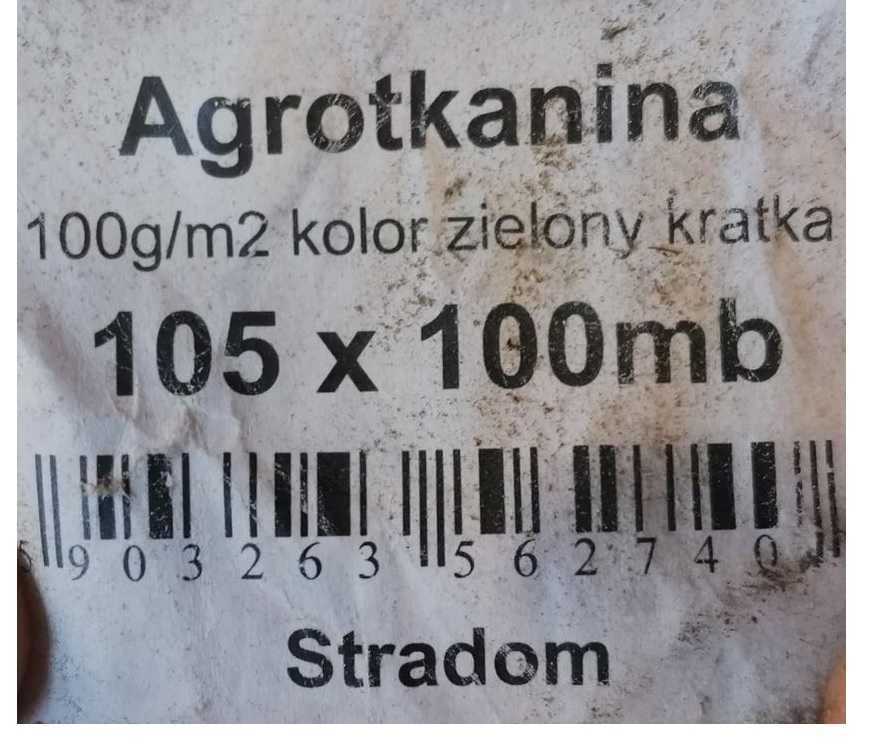 Agrotkanina
100g/m2 kolor zielony kratka
105 x 100mb
903263 562740
Stradom